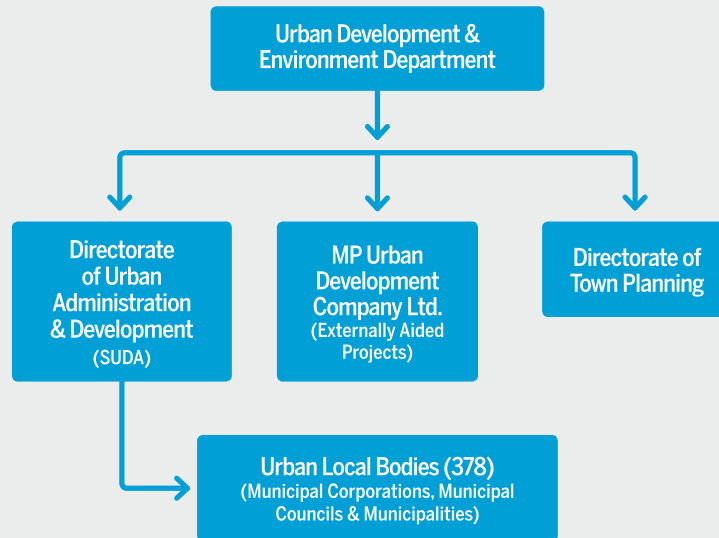 Urban Development &
Environment Department
Directorate
of Urban
Administration
& Development
(SUDA)
MP Urban
Development
Company Ltd.
(Externally Aided
Projects)
Directorate of
Town Planning
Urban Local Bodies (378)
(Municipal Corporations, Municipal
Councils & Municipalities)